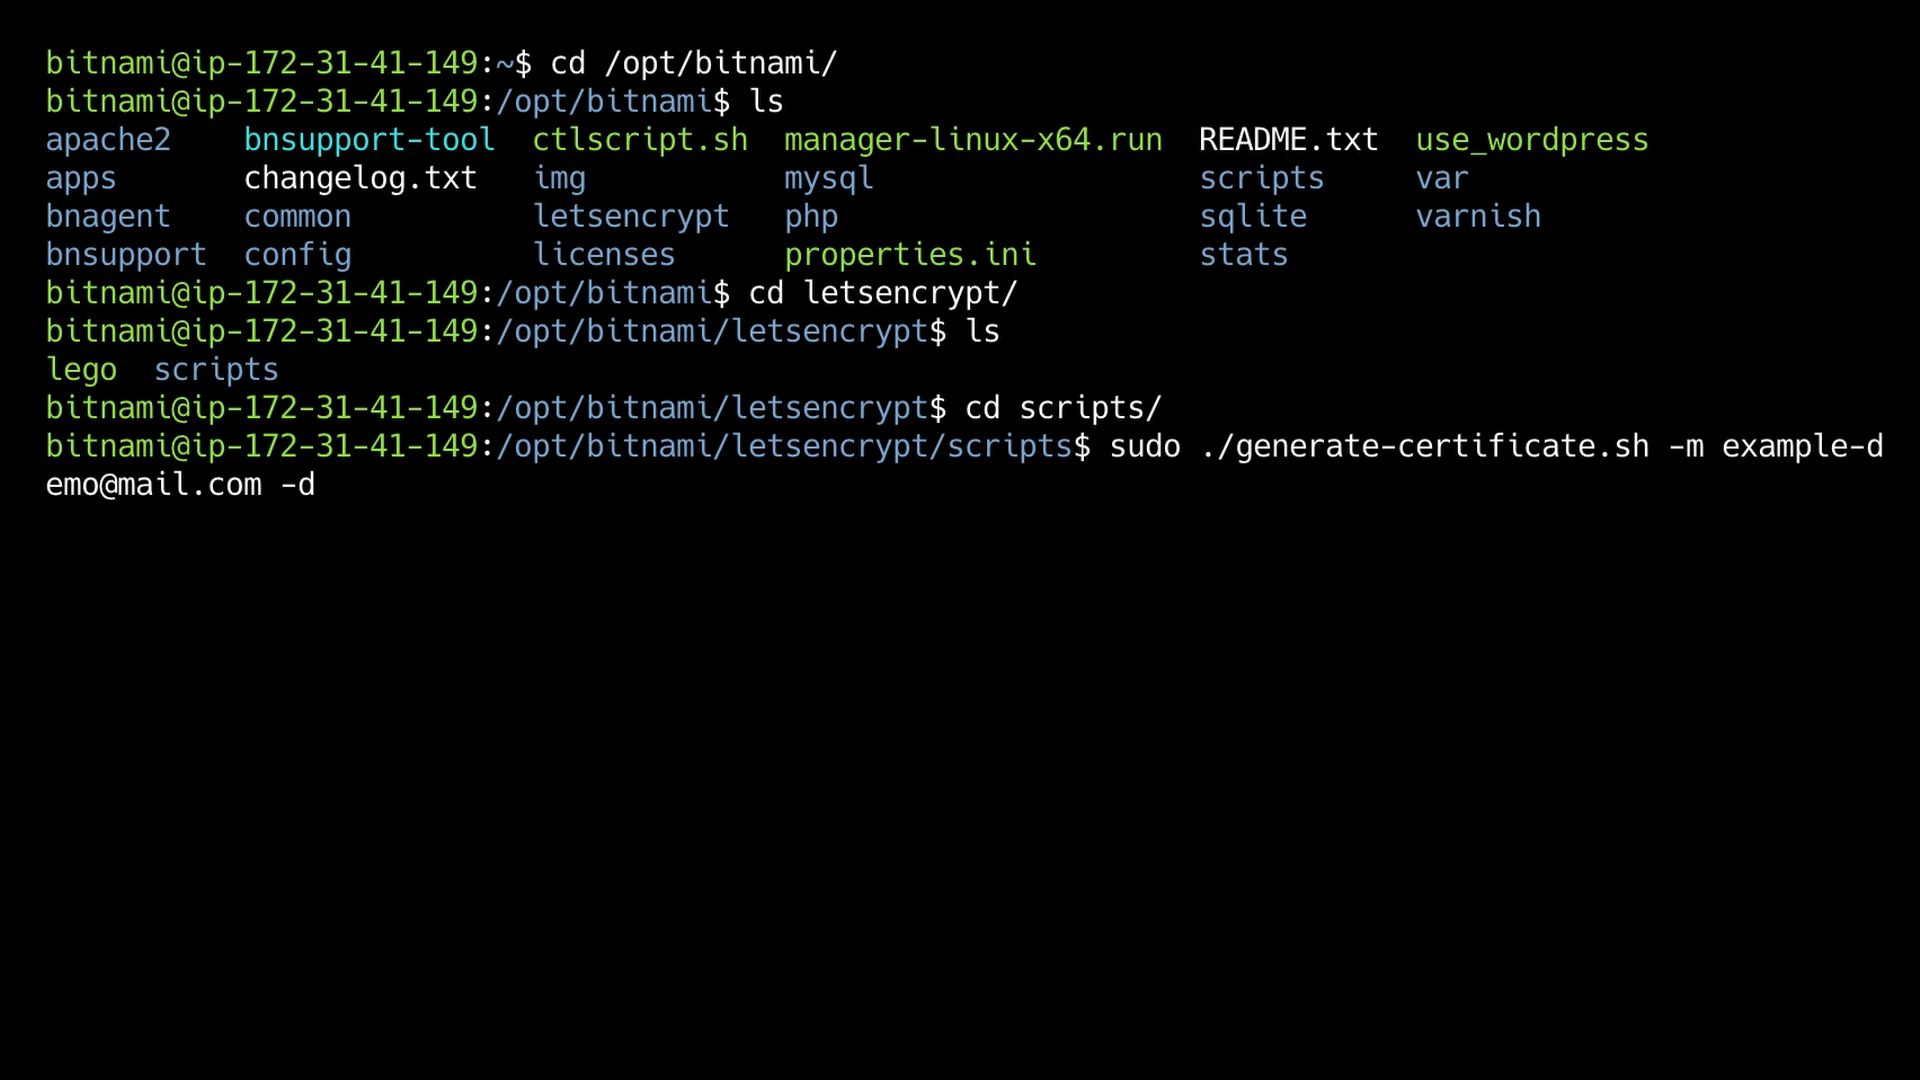 bitnami@ip-172-31-41-149:~$ cd /opt/bitnami/
bitnami@ip-172-31-41-149:/opt/bitnami$ ls
apache2 bnsupport-tool ctlscript.sh manager-linux-x64.run README.txt use_wordpress
apps changelog.txt img mysql scripts var
bnagent common letsencrypt php sqlite varnish
bnsupport config licenses properties.ini stats
bitnami@ip-172-31-41-149:/opt/bitnami$ cd letsencrypt/
bitnami@ip-172-31-41-149:/opt/bitnami/letsencrypt$ ls
lego scripts
bitnami@ip-172-31-41-149:/opt/bitnami/letsencrypt$ cd scripts/
bitnami@ip-172-31-41-149:/opt/bitnami/letsencrypt/scripts$ sudo ./generate-certificate.sh -m example-d
emo@mail.com -d